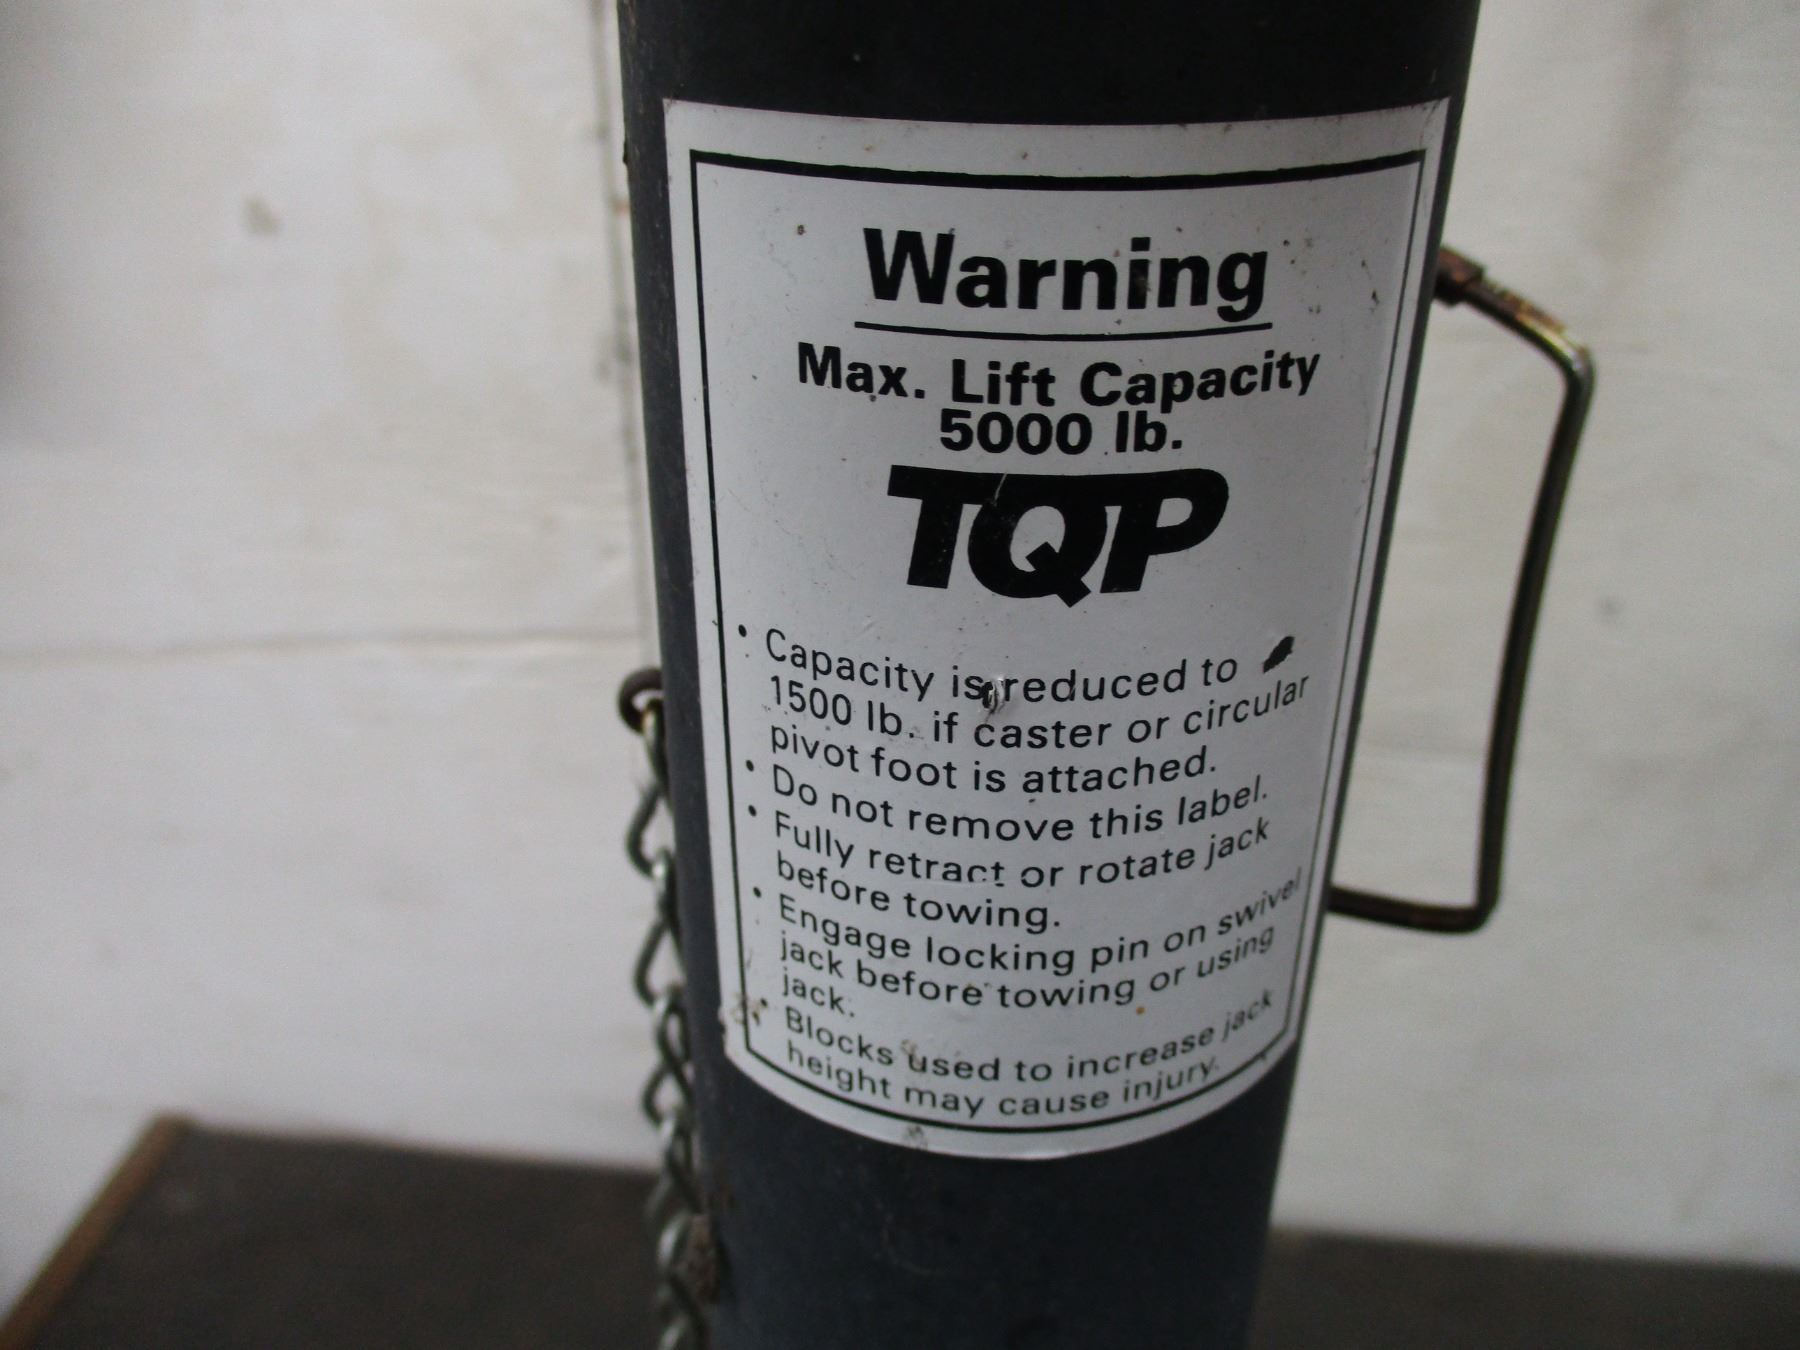 Warning
Max. Lift Capacity
5000 lb.
TQP
• Capacity is reduced to
1500 lb. if caster or circular
pivot foot is attached.
• Do not remove this label.
• Fully retract or rotate jack
before towing.
• Engage locking pin on swivel
jack before towing or using
jack.
• Blocks used to increase jack
height may cause injury.